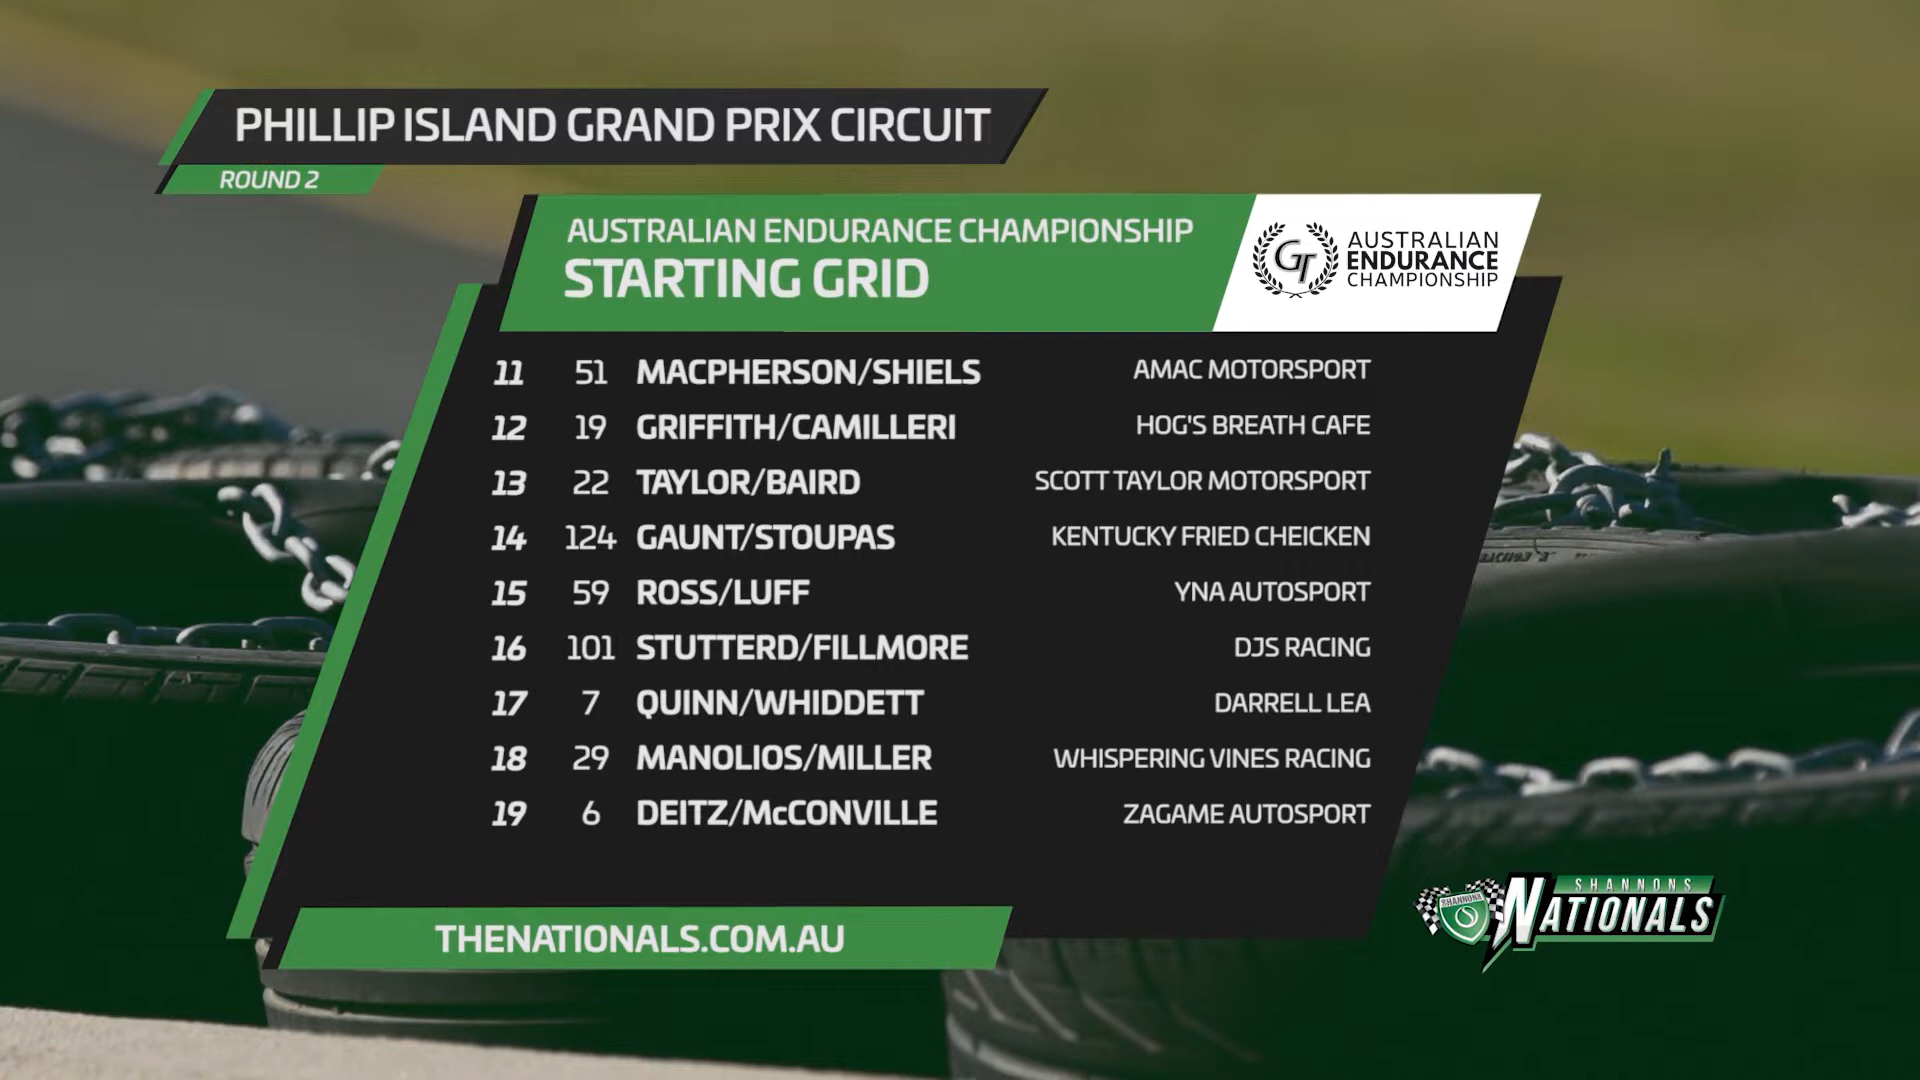 PHILLIP ISLAND GRAND PRIX CIRCUIT
ROUND 2
AUSTRALIAN ENDURANCE CHAMPIONSHIP
STARTING GRID
GT
AUSTRALIAN
ENDURANCE
CHAMPIONSHIP
11 51 MACPHERSON/SHIELS AMAC MOTORSPORT
12 19 GRIFFITH/CAMILLERI HOG'S BREATH CAFE
13 22 TAYLOR/BAIRD SCOTT TAYLOR MOTORSPORT
14 124 GAUNT/STOUPAS KENTUCKY FRIED CHEICKEN
15 59 ROSS/LUFF YNA AUTOSPORT
16 101 STUTTERD/FILLMORE DJS RACING
17 7 QUINN/WHIDDETT DARRELL LEA
18 29 MANOLIOS/MILLER WHISPERING VINES RACING
19 6 DEITZ/McCONVILLE ZAGAME AUTOSPORT
THENATIONALS.COM.AU
SHANNONS
SHANNONS
NATIONALS